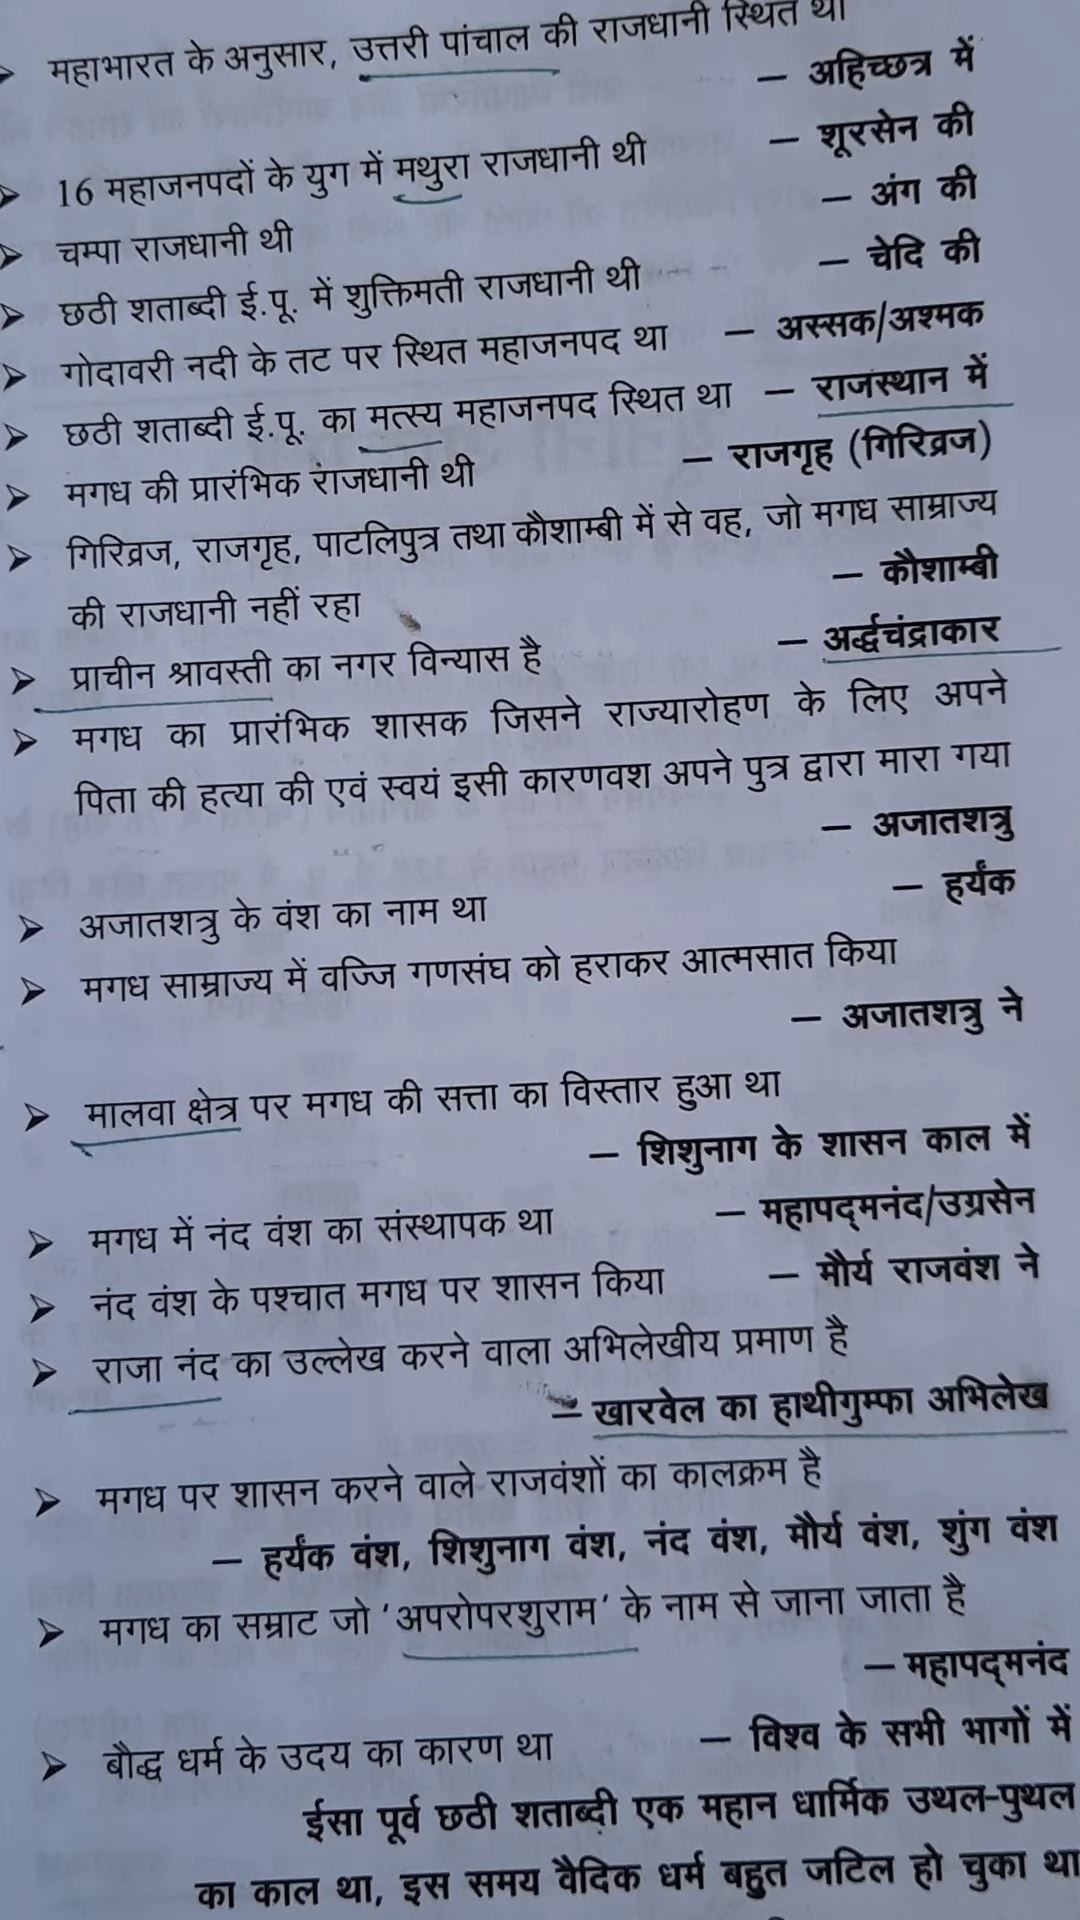 ➤ महाभारत के अनुसार, उत्तरी पांचाल की राजधानी स्थित था
– अहिच्छत्र में
➤ 16 महाजनपदों के युग में मथुरा राजधानी थी – शूरसेन की
➤ चम्पा राजधानी थी – अंग की
➤ छठी शताब्दी ई.पू. में शुक्तिमती राजधानी थी – चेदि की
➤ गोदावरी नदी के तट पर स्थित महाजनपद था – अस्सक/अश्मक
➤ छठी शताब्दी ई.पू. का मत्स्य महाजनपद स्थित था – राजस्थान में
➤ मगध की प्रारंभिक राजधानी थी – राजगृह (गिरिव्रज)
➤ गिरिव्रज, राजगृह, पाटलिपुत्र तथा कौशाम्बी में से वह, जो मगध साम्राज्य
की राजधानी नहीं रहा – कौशाम्बी
➤ प्राचीन श्रावस्ती का नगर विन्यास है – अर्द्धचंद्राकार
➤ मगध का प्रारंभिक शासक जिसने राज्यारोहण के लिए अपने
पिता की हत्या की एवं स्वयं इसी कारणवश अपने पुत्र द्वारा मारा गया
– अजातशत्रु
➤ अजातशत्रु के वंश का नाम था – हर्यंक
➤ मगध साम्राज्य में वज्जि गणसंघ को हराकर आत्मसात किया
– अजातशत्रु ने
➤ मालवा क्षेत्र पर मगध की सत्ता का विस्तार हुआ था
– शिशुनाग के शासन काल में
➤ मगध में नंद वंश का संस्थापक था – महापद्मनंद/उग्रसेन
➤ नंद वंश के पश्चात मगध पर शासन किया – मौर्य राजवंश ने
➤ राजा नंद का उल्लेख करने वाला अभिलेखीय प्रमाण है
– खारवेल का हाथीगुम्फा अभिलेख
➤ मगध पर शासन करने वाले राजवंशों का कालक्रम है
– हर्यंक वंश, शिशुनाग वंश, नंद वंश, मौर्य वंश, शुंग वंश
➤ मगध का सम्राट जो 'अपरोपरशुराम' के नाम से जाना जाता है
– महापद्मनंद
➤ बौद्ध धर्म के उदय का कारण था – विश्व के सभी भागों में
ईसा पूर्व छठी शताब्दी एक महान धार्मिक उथल-पुथल
का काल था, इस समय वैदिक धर्म बहुत जटिल हो चुका था